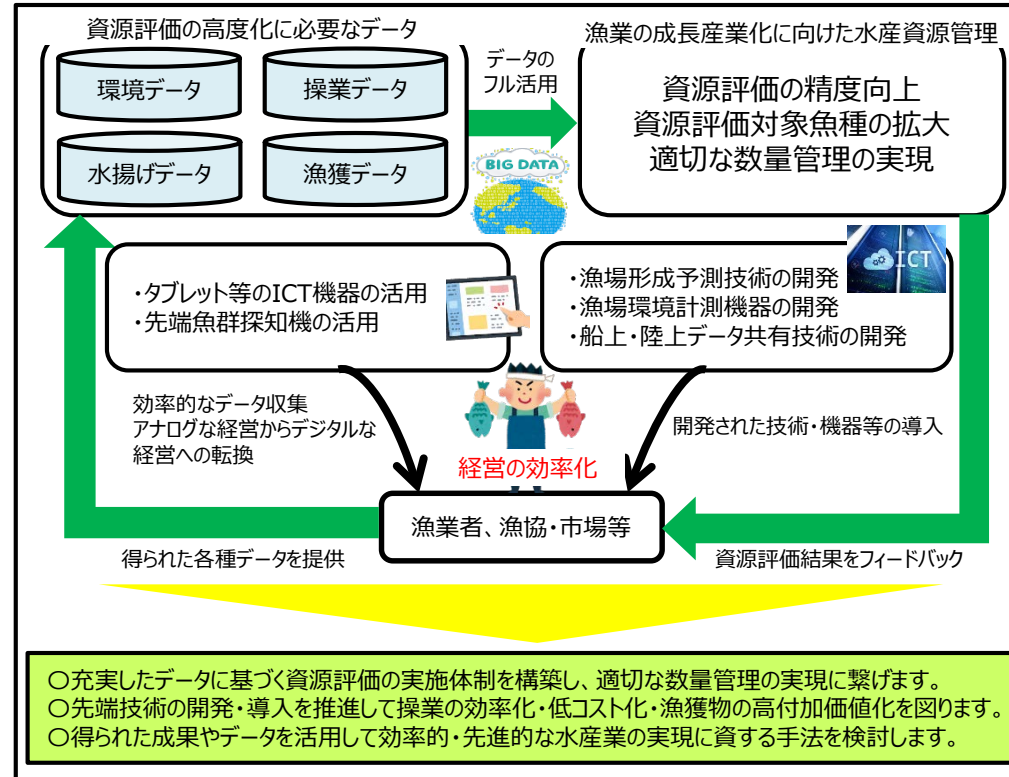 資源評価の高度化に必要なデータ
環境データ
操業データ
水揚げデータ
漁獲データ
データの
フル活用
BIG DATA
漁業の成長産業化に向けた水産資源管理
資源評価の精度向上
資源評価対象魚種の拡大
適切な数量管理の実現
・タブレット等のICT機器の活用
・先端魚群探知機の活用
ICT
・漁場形成予測技術の開発
・漁場環境計測機器の開発
・船上・陸上データ共有技術の開発
効率的なデータ収集
アナログな経営からデジタルな
経営への転換
経営の効率化
開発された技術・機器等の導入
漁業者、漁協・市場等
得られた各種データを提供
資源評価結果をフィードバック
〇充実したデータに基づく資源評価の実施体制を構築し、適切な数量管理の実現に繋げます。
〇先端技術の開発・導入を推進して操業の効率化・低コスト化・漁獲物の高付加価値化を図ります。
〇得られた成果やデータを活用して効率的・先進的な水産業の実現に資する手法を検討します。